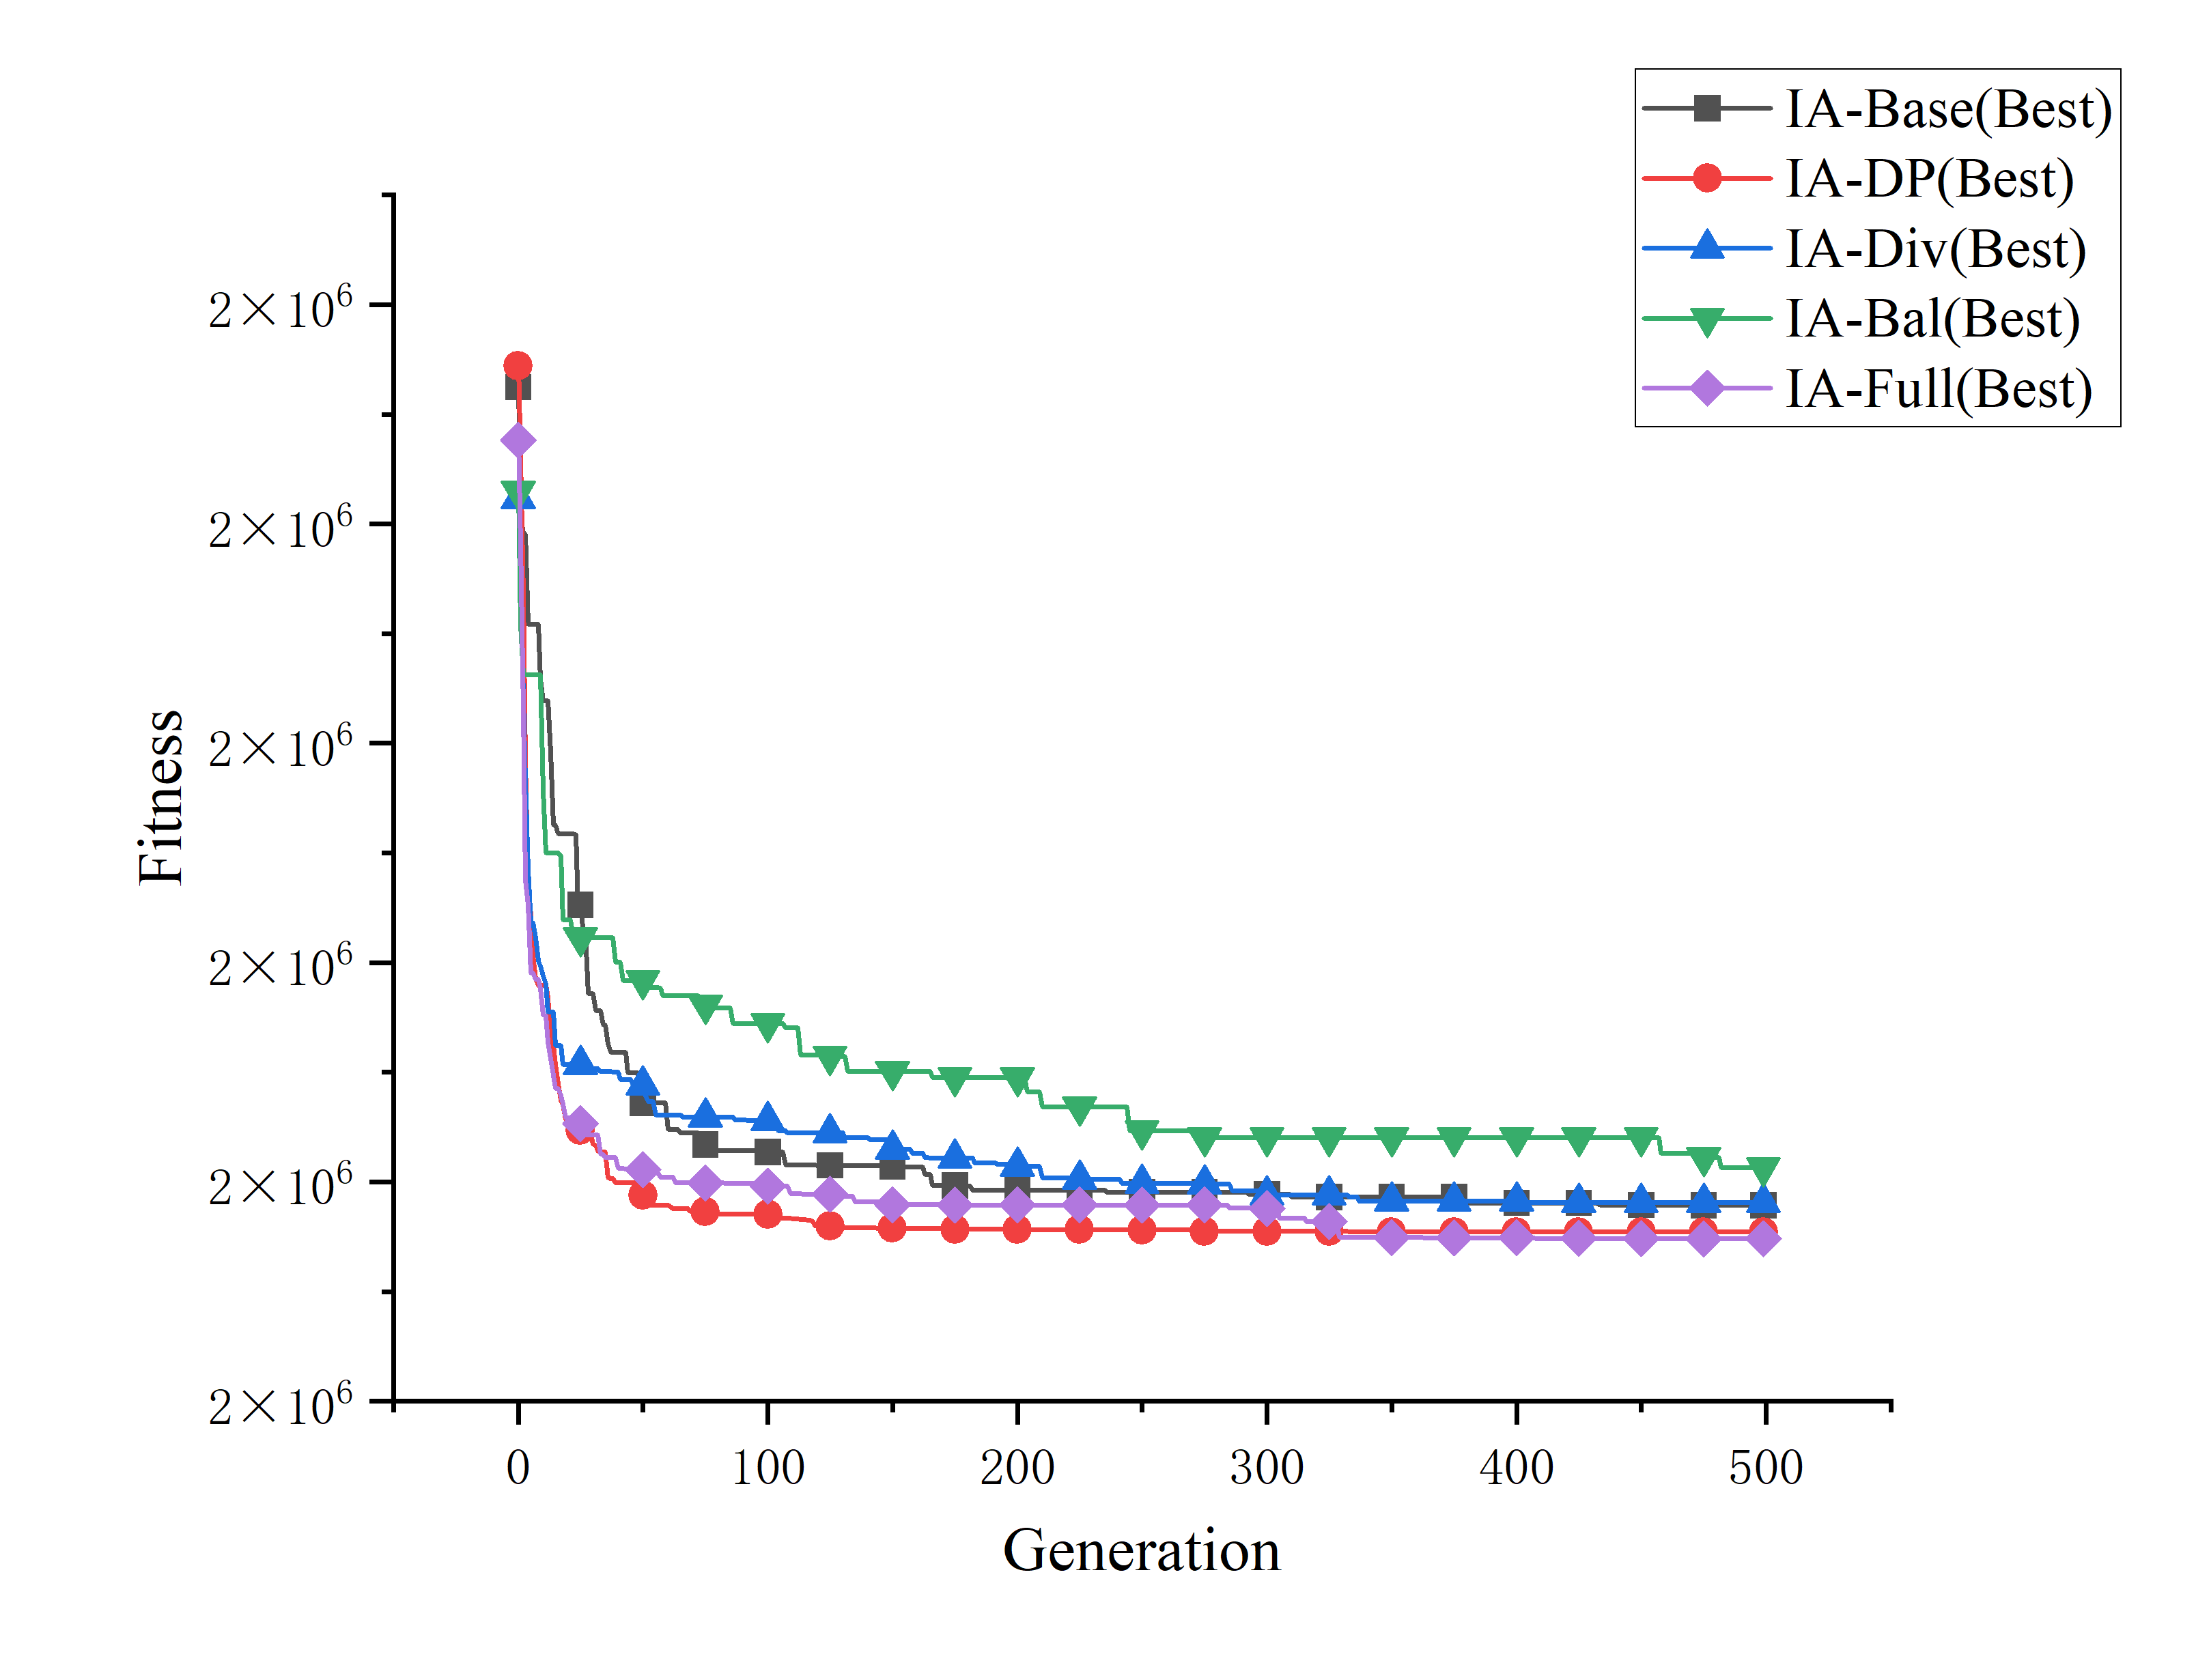 IA-Base(Best)
IA-DP(Best)
IA-Div(Best)
IA-Bal(Best)
IA-Full(Best)
2×10⁶
2×10⁶
2×10⁶
2×10⁶
2×10⁶
2×10⁶
Fitness
0 100 200 300 400 500
Generation